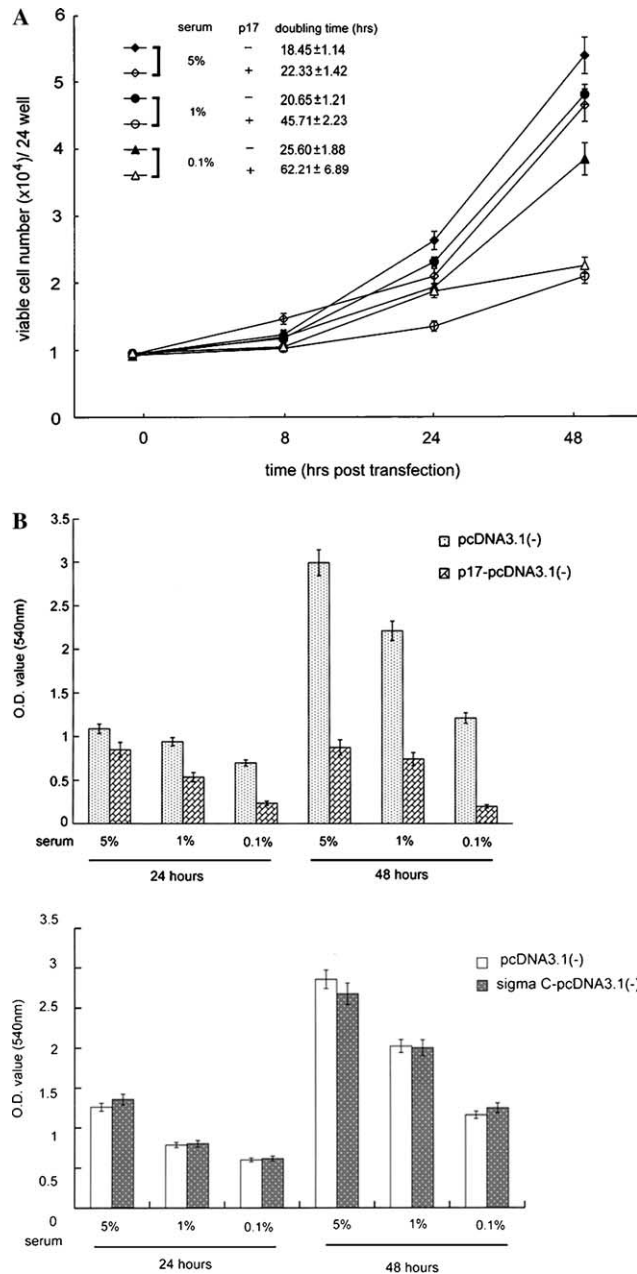 A
serum p17 doubling time (hrs)
5% − 18.45±1.14
+ 22.33±1.42
1% − 20.65±1.21
+ 45.71±2.23
0.1% − 25.60±1.88
+ 62.21±6.89
viable cell number (x10⁴)/ 24 well
6
5
4
3
2
1
0
0 8 24 48
time (hrs post transfection)
B
O.D. value (540nm)
3.5
3
2.5
2
1.5
1
0.5
0
pcDNA3.1(-)
p17-pcDNA3.1(-)
serum 5% 1% 0.1% 5% 1% 0.1%
24 hours 48 hours
O.D. value (540nm)
3
2.5
2
1.5
1
0.5
0
pcDNA3.1(-)
sigma C-pcDNA3.1(-)
5% 1% 0.1% 5% 1% 0.1%
serum
24 hours 48 hours